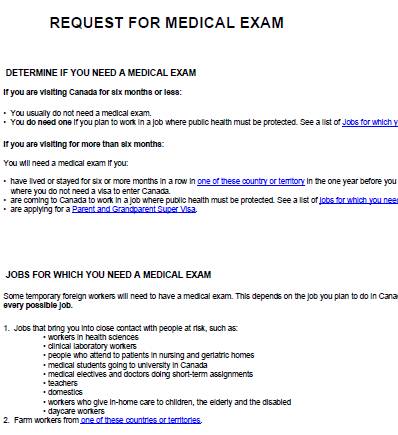 REQUEST FOR MEDICAL EXAM
DETERMINE IF YOU NEED A MEDICAL EXAM
If you are visiting Canada for six months or less:
• You usually do not need a medical exam.
• You do need one if you plan to work in a job where public health must be protected. See a list of Jobs for which y
If you are visiting for more than six months:
You will need a medical exam if you:
• have lived or stayed for six or more months in a row in one of these country or territory in the one year before you
where you do not need a visa to enter Canada.
• are coming to Canada to work in a job where public health must be protected. See a list of jobs for which you need
• are applying for a Parent and Grandparent Super Visa.
JOBS FOR WHICH YOU NEED A MEDICAL EXAM
Some temporary foreign workers will need to have a medical exam. This depends on the job you plan to do in Cana
every possible job.
1. Jobs that bring you into close contact with people at risk, such as:
• workers in health sciences
• clinical laboratory workers
• people who attend to patients in nursing and geriatric homes
• medical students going to university in Canada
• medical electives and doctors doing short-term assignments
• teachers
• domestics
• workers who give in-home care to children, the elderly and the disabled
• daycare workers
2. Farm workers from one of these countries or territories.